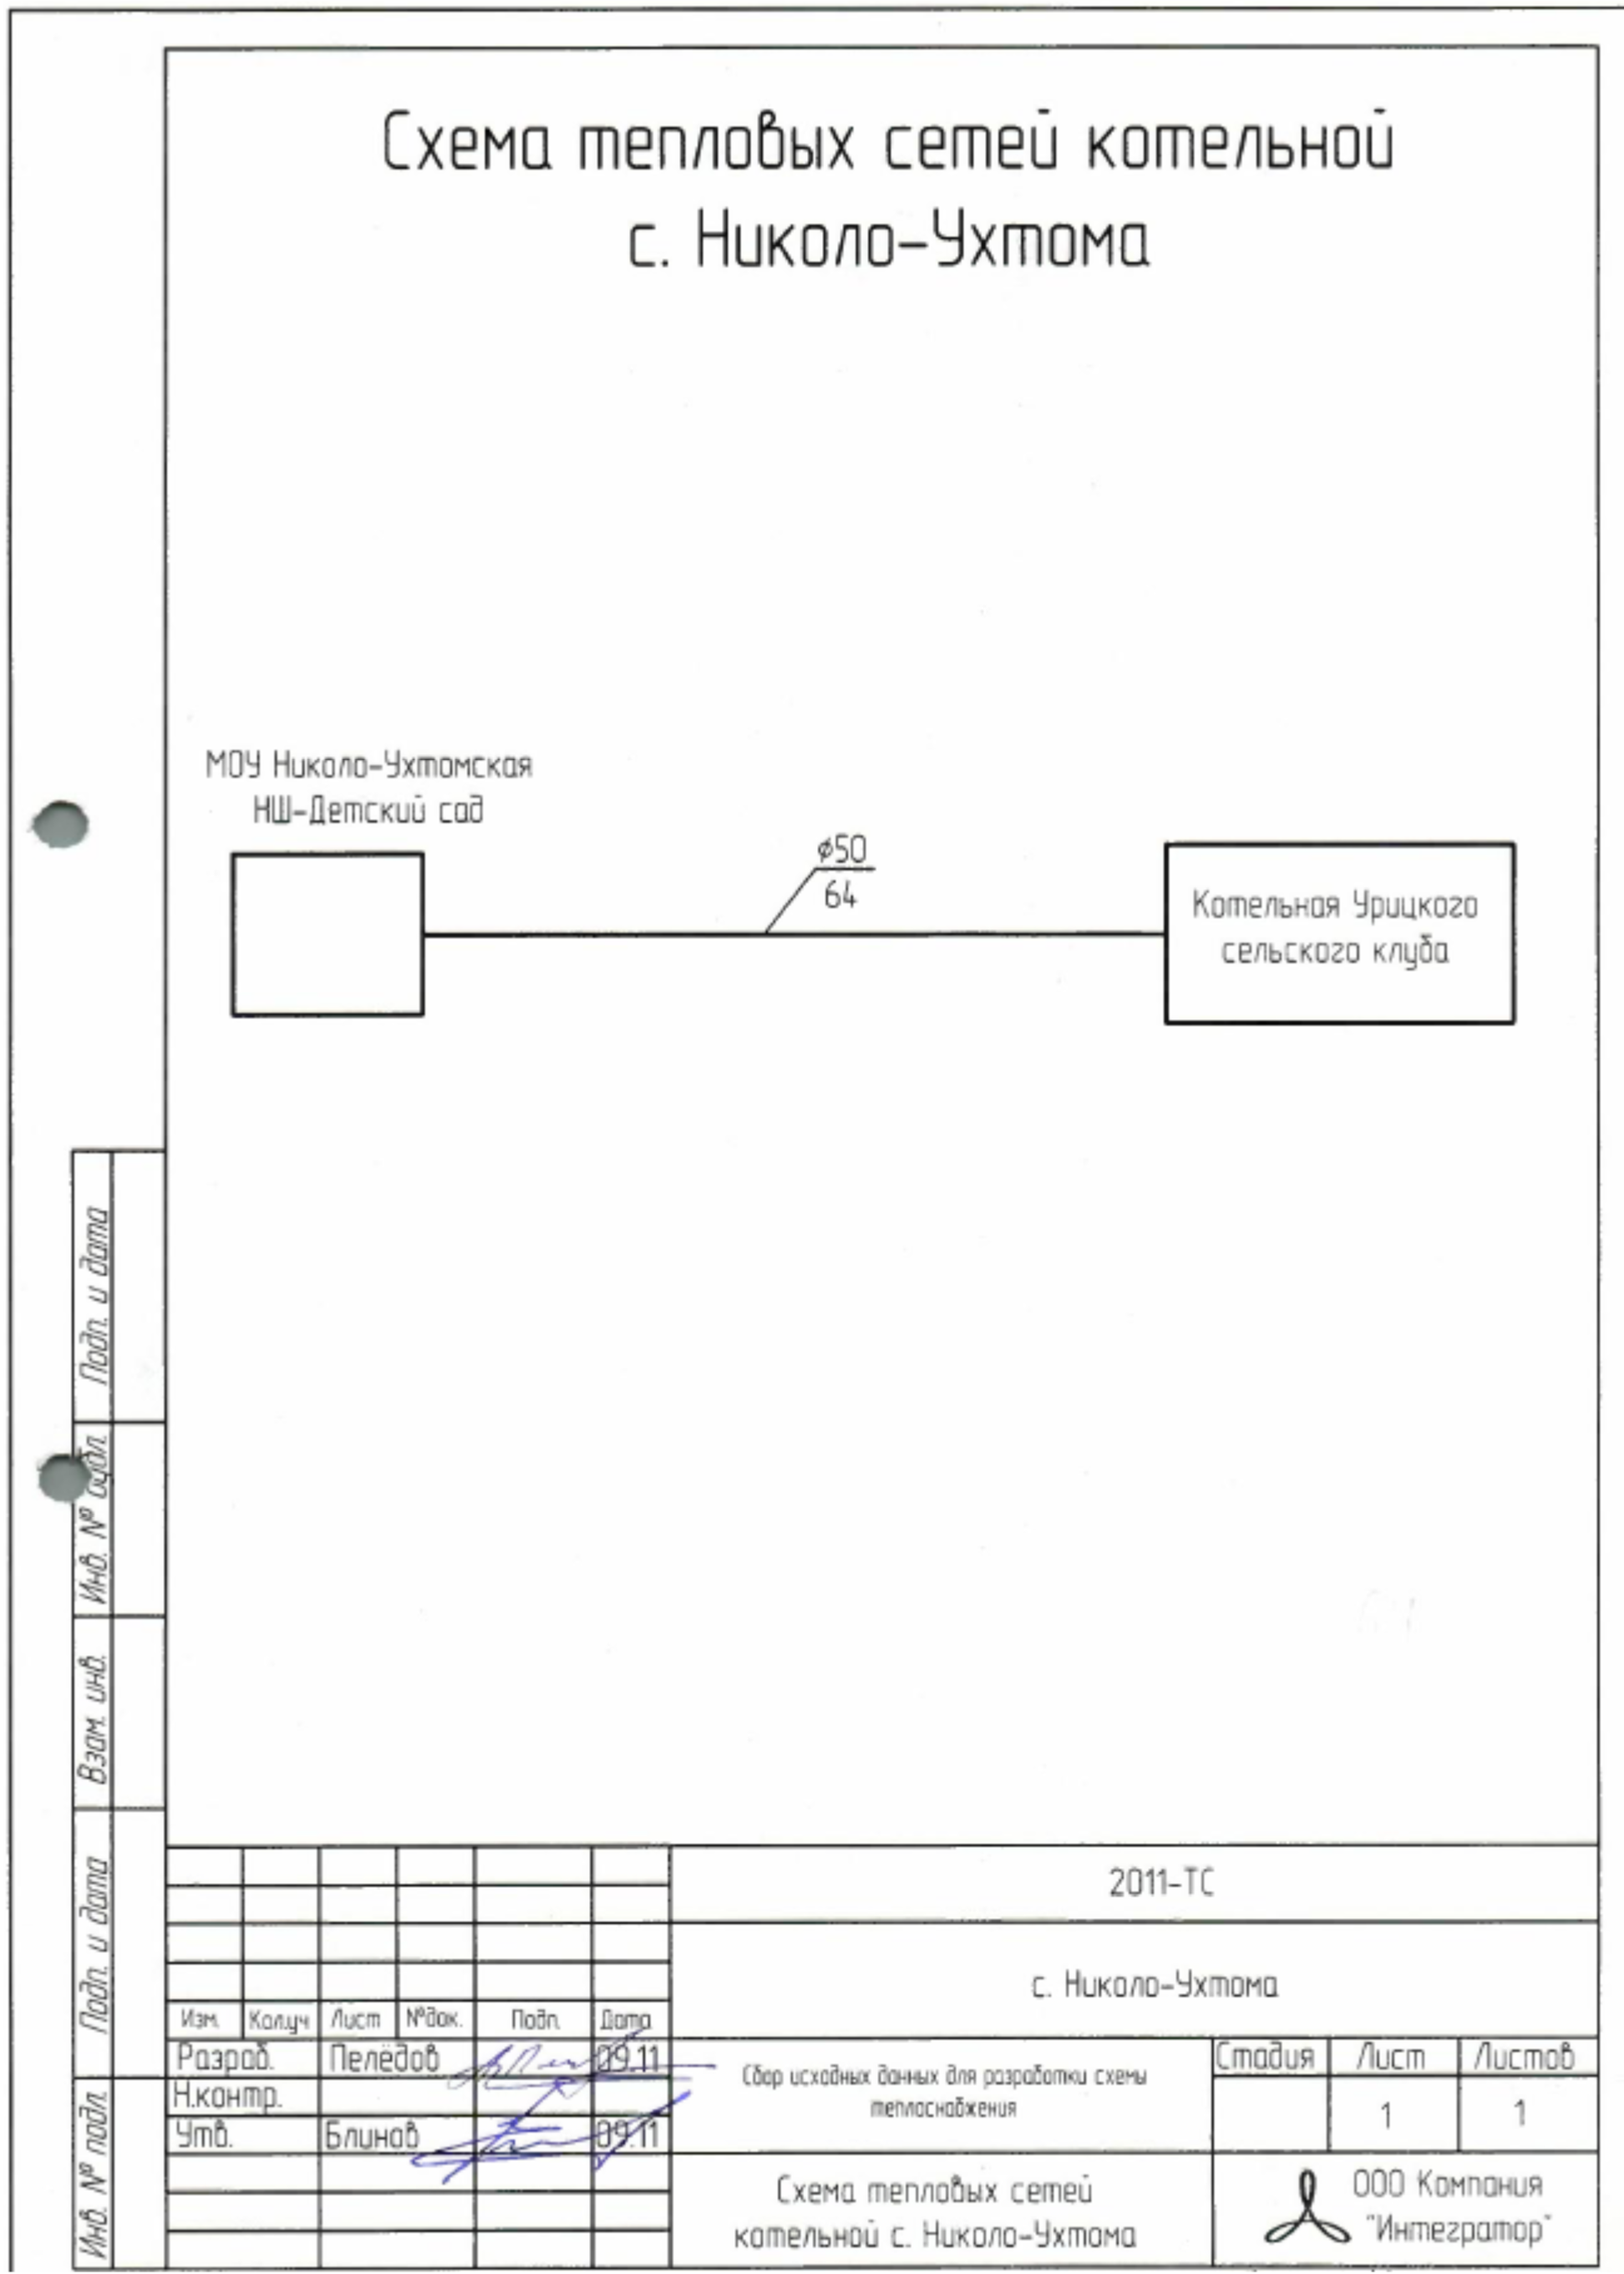 Схема тепловых сетей котельной
с. Николо-Ухтома
МОУ Николо-Ухтомская
НШ-Детский сад
ø50
64
Котельная Урицкого
сельского клуба
Подп. и дата
Инв. № дубл.
Взам. инв.
Подп. и дата
Инв. № подл.
2011-ТС
с. Николо-Ухтома
Изм. Кол.уч Лист №док. Подп. Дата
Разраб. Пелёдов 09.11
Н.контр.
Утв. Блинов 09.11
Сбор исходных данных для разработки схемы
теплоснабжения
Стадия Лист Листов
1 1
Схема тепловых сетей
котельной с. Николо-Ухтома
ООО Компания
"Интегратор"